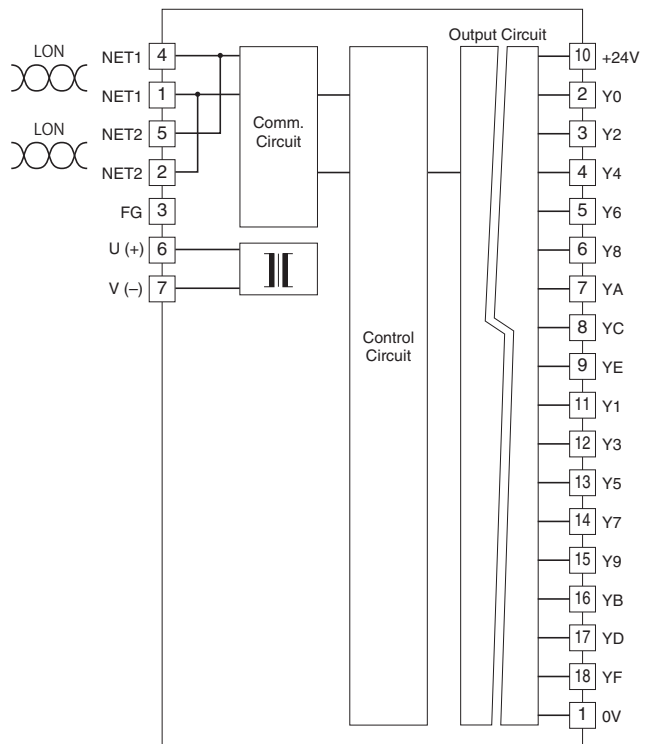 Output Circuit
LON
NET1 4
NET1 1
LON
NET2 5
NET2 2
FG 3
U (+) 6
V (–) 7
Comm.
Circuit
Control
Circuit
10 +24V
2 Y0
3 Y2
4 Y4
5 Y6
6 Y8
7 YA
8 YC
9 YE
11 Y1
12 Y3
13 Y5
14 Y7
15 Y9
16 YB
17 YD
18 YF
1 0V